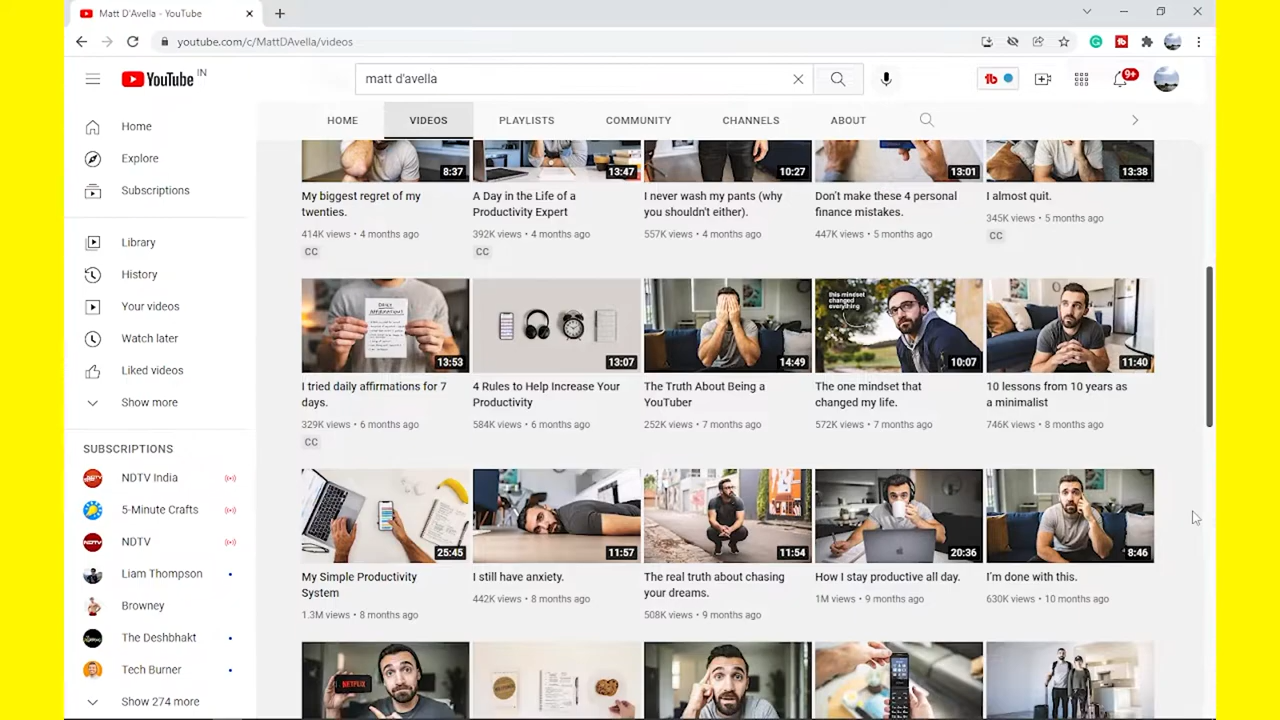 Matt D'Avella - YouTube
youtube.com/c/MattDAvella/videos
YouTube IN
matt d'avella
9+
HOME VIDEOS PLAYLISTS COMMUNITY CHANNELS ABOUT
Home
Explore
Subscriptions
Library
History
Your videos
Watch later
Liked videos
Show more
SUBSCRIPTIONS
NDTV India
5-Minute Crafts
NDTV
Liam Thompson
Browney
The Deshbhakt
Tech Burner
Show 274 more
8:37
My biggest regret of my
twenties.
414K views • 4 months ago
CC
13:47
A Day in the Life of a
Productivity Expert
392K views • 4 months ago
CC
10:27
I never wash my pants (why
you shouldn't either).
557K views • 4 months ago
13:01
Don't make these 4 personal
finance mistakes.
447K views • 5 months ago
13:38
I almost quit.
345K views • 5 months ago
CC
13:53
I tried daily affirmations for 7
days.
329K views • 6 months ago
CC
13:07
4 Rules to Help Increase Your
Productivity
584K views • 6 months ago
14:49
The Truth About Being a
YouTuber
252K views • 7 months ago
this mindset
changed
everything
10:07
The one mindset that
changed my life.
572K views • 7 months ago
11:40
10 lessons from 10 years as
a minimalist
746K views • 8 months ago
25:45
My Simple Productivity
System
1.3M views • 8 months ago
11:57
I still have anxiety.
442K views • 8 months ago
11:54
The real truth about chasing
your dreams.
508K views • 9 months ago
20:36
How I stay productive all day.
1M views • 9 months ago
8:46
I'm done with this.
630K views • 10 months ago
NETFLIX